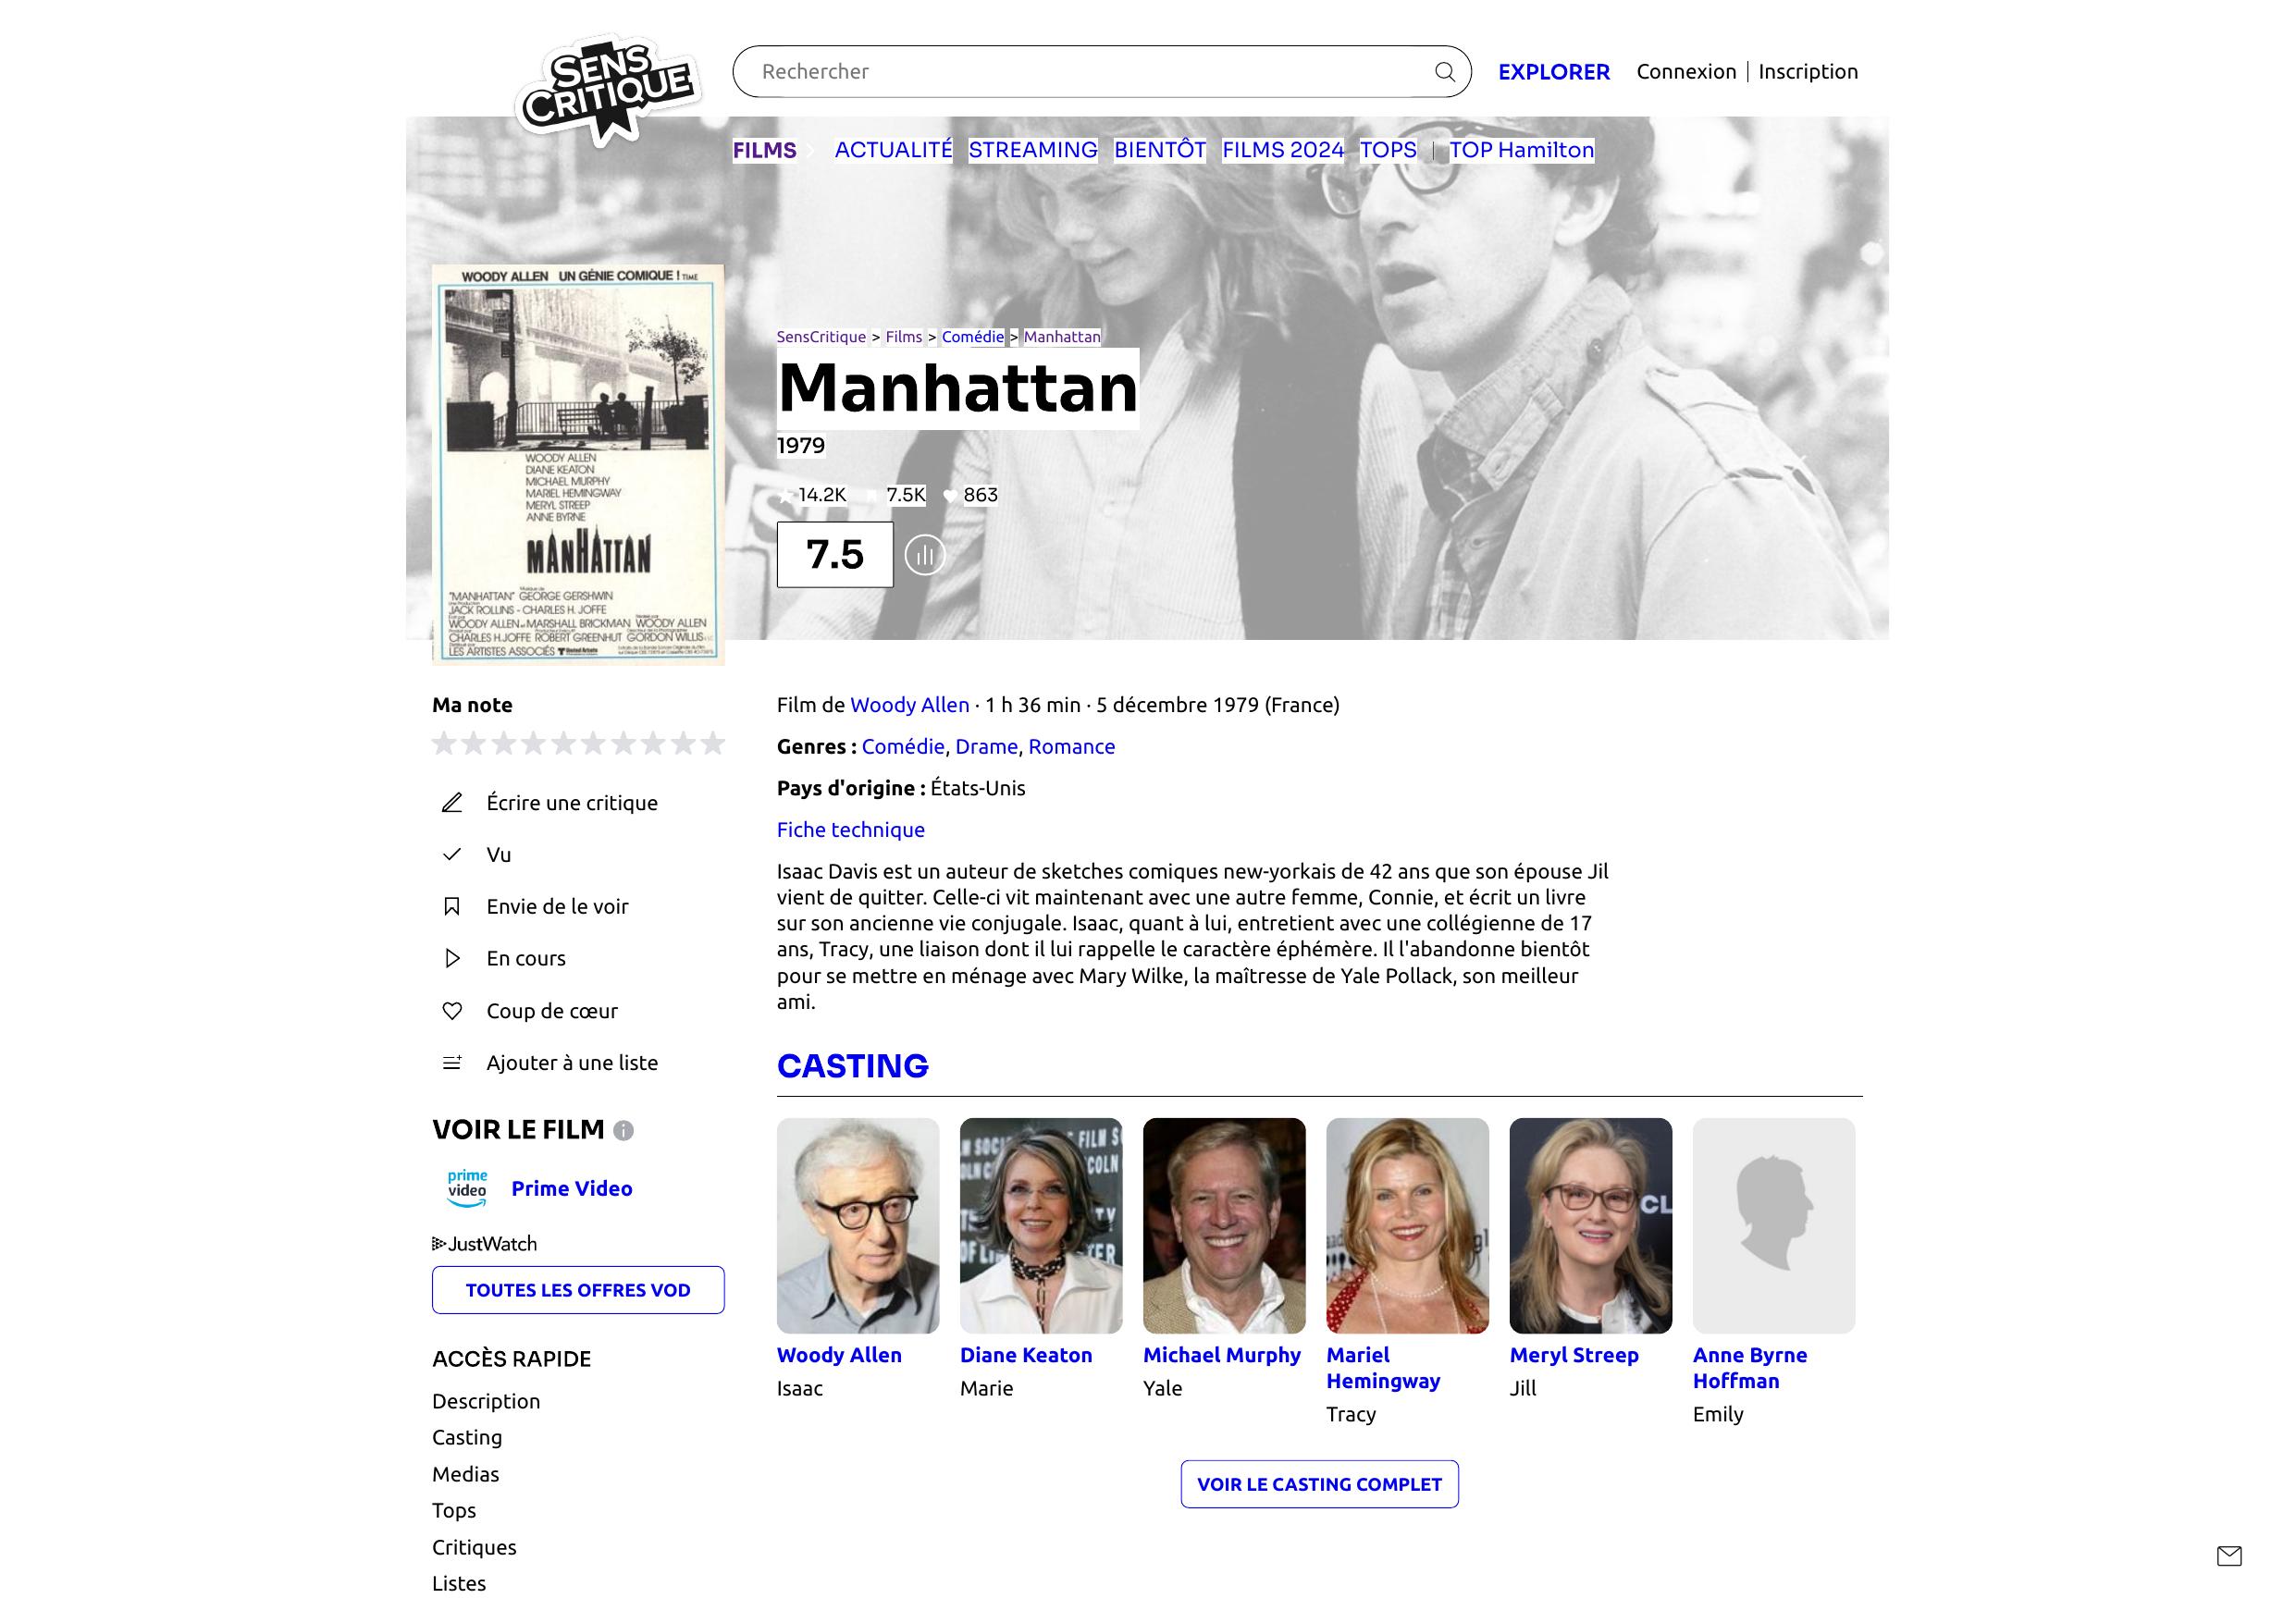 SENS
CRITIQUE
Rechercher
EXPLORER
Connexion | Inscription
FILMS
ACTUALITÉ
STREAMING
BIENTÔT
FILMS 2024
TOPS
|
TOP Hamilton
WOODY ALLEN UN GÉNIE COMIQUE ! TIME
WOODY ALLEN
DIANE KEATON
MICHAEL MURPHY
MARIEL HEMINGWAY
MERYL STREEP
ANNE BYRNE
MANHATTAN
"MANHATTAN" GEORGE GERSHWIN
JACK ROLLINS - CHARLES H. JOFFE
WOODY ALLEN MARSHALL BRICKMAN WOODY ALLEN
CHARLES H. JOFFE ROBERT GREENHUT GORDON WILLIS
LES ARTISTES ASSOCIÉS United Artists
SensCritique > Films > Comédie > Manhattan
Manhattan
1979
14.2K 7.5K 863
7.5
Ma note
Écrire une critique
Vu
Envie de le voir
En cours
Coup de cœur
Ajouter à une liste
VOIR LE FILM
prime
video
Prime Video
JustWatch
TOUTES LES OFFRES VOD
ACCÈS RAPIDE
Description
Casting
Medias
Tops
Critiques
Listes
Film de Woody Allen · 1 h 36 min · 5 décembre 1979 (France)
Genres : Comédie, Drame, Romance
Pays d'origine : États-Unis
Fiche technique
Isaac Davis est un auteur de sketches comiques new-yorkais de 42 ans que son épouse Jil
vient de quitter. Celle-ci vit maintenant avec une autre femme, Connie, et écrit un livre
sur son ancienne vie conjugale. Isaac, quant à lui, entretient avec une collégienne de 17
ans, Tracy, une liaison dont il lui rappelle le caractère éphémère. Il l'abandonne bientôt
pour se mettre en ménage avec Mary Wilke, la maîtresse de Yale Pollack, son meilleur
ami.
CASTING
Woody Allen
Isaac
Diane Keaton
Marie
Michael Murphy
Yale
Mariel
Hemingway
Tracy
Meryl Streep
Jill
Anne Byrne
Hoffman
Emily
VOIR LE CASTING COMPLET